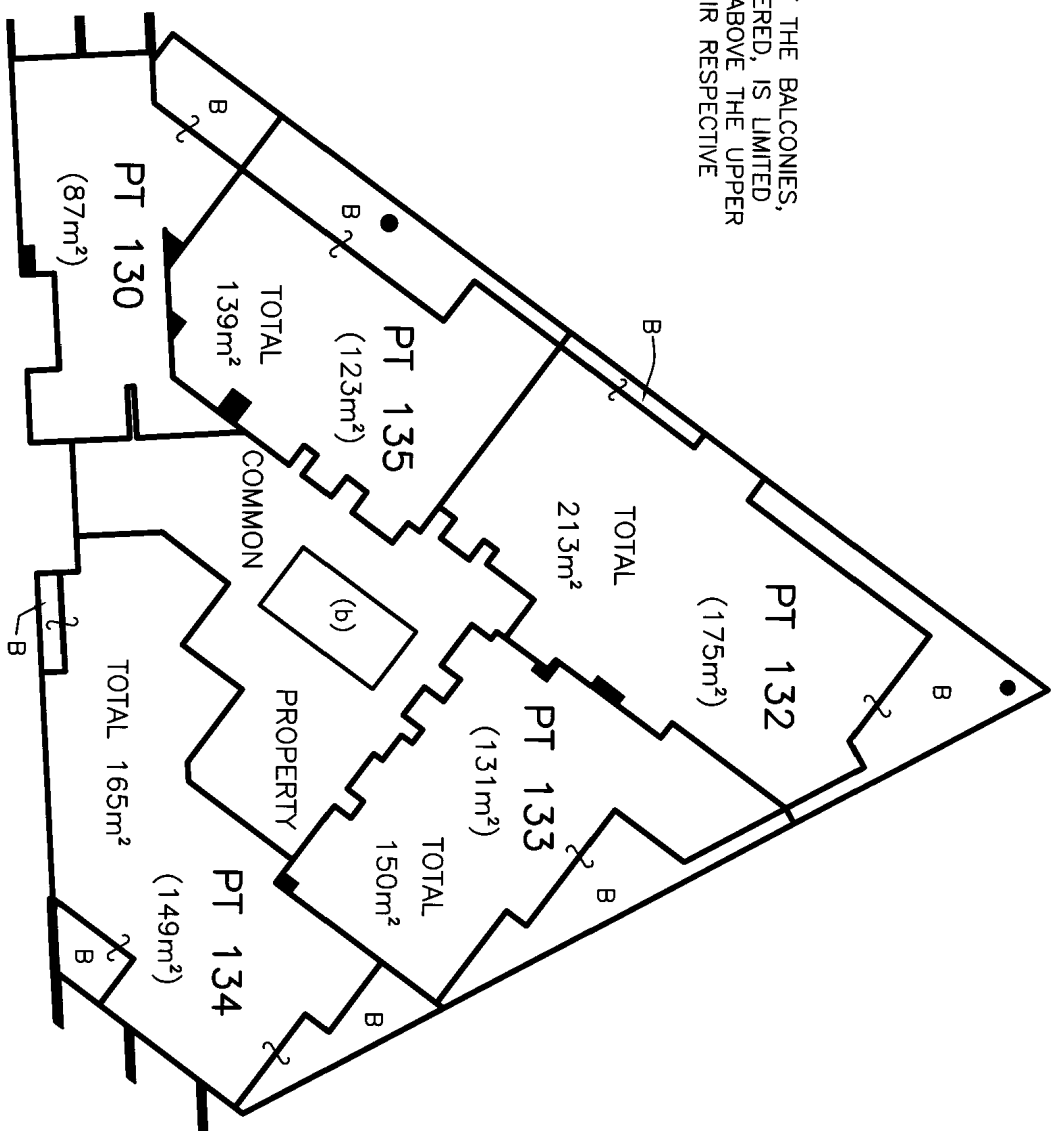 T THE BALCONIES,
ERED, IS LIMITED
ABOVE THE UPPER
IR RESPECTIVE
B
PT 132
(175m²)
TOTAL
213m²
B
B
PT 135
(123m²)
TOTAL
139m²
B
PT 130
(87m²)
B
PT 133
(131m²)
TOTAL
150m²
COMMON
(b)
PROPERTY
B
PT 134
(149m²)
TOTAL 165m²
B
B